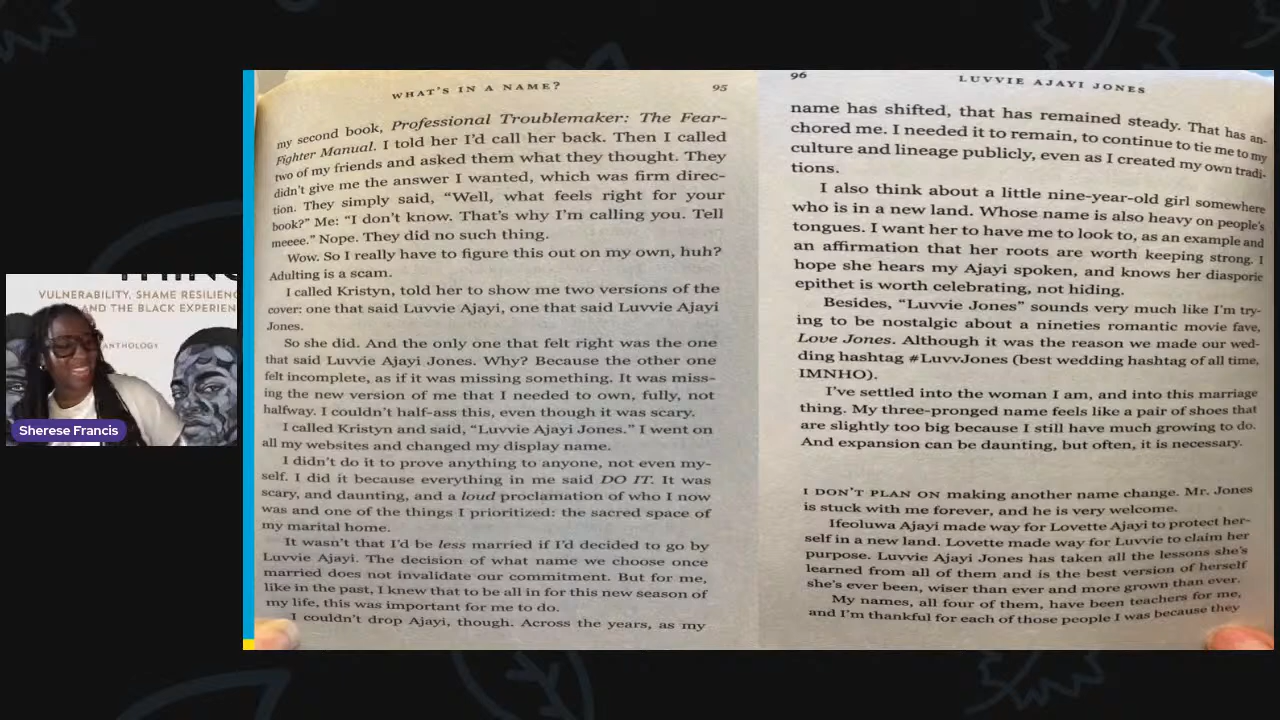 WHAT'S IN A NAME? 95
my second book, Professional Troublemaker: The Fear-
Fighter Manual. I told her I'd call her back. Then I called
two of my friends and asked them what they thought. They
didn't give me the answer I wanted, which was firm direc-
tion. They simply said, “Well, what feels right for your
book?” Me: “I don't know. That's why I'm calling you. Tell
meeee.” Nope. They did no such thing.
Wow. So I really have to figure this out on my own, huh?
Adulting is a scam.
I called Kristyn, told her to show me two versions of the
cover: one that said Luvvie Ajayi, one that said Luvvie Ajayi
Jones.
So she did. And the only one that felt right was the one
that said Luvvie Ajayi Jones. Why? Because the other one
felt incomplete, as if it was missing something. It was miss-
ing the new version of me that I needed to own, fully, not
halfway. I couldn't half-ass this, even though it was scary.
I called Kristyn and said, “Luvvie Ajayi Jones.” I went on
all my websites and changed my display name.
I didn't do it to prove anything to anyone, not even my-
self. I did it because everything in me said DO IT. It was
scary, and daunting, and a loud proclamation of who I now
was and one of the things I prioritized: the sacred space of
my marital home.
It wasn't that I'd be less married if I'd decided to go by
Luvvie Ajayi. The decision of what name we choose once
married does not invalidate our commitment. But for me,
like in the past, I knew that to be all in for this new season of
my life, this was important for me to do.
I couldn't drop Ajayi, though. Across the years, as my
96 LUVVIE AJAYI JONES
name has shifted, that has remained steady. That has an-
chored me. I needed it to remain, to continue to tie me to my
culture and lineage publicly, even as I created my own tradi-
tions.
I also think about a little nine-year-old girl somewhere
who is in a new land. Whose name is also heavy on people's
tongues. I want her to have me to look to, as an example and
an affirmation that her roots are worth keeping strong. I
hope she hears my Ajayi spoken, and knows her diasporic
epithet is worth celebrating, not hiding.
Besides, “Luvvie Jones” sounds very much like I'm try-
ing to be nostalgic about a nineties romantic movie fave,
Love Jones. Although it was the reason we made our wed-
ding hashtag #LuvvJones (best wedding hashtag of all time,
IMNHO).
I've settled into the woman I am, and into this marriage
thing. My three-pronged name feels like a pair of shoes that
are slightly too big because I still have much growing to do.
And expansion can be daunting, but often, it is necessary.
I DON'T PLAN ON making another name change. Mr. Jones
is stuck with me forever, and he is very welcome.
Ifeoluwa Ajayi made way for Lovette Ajayi to protect her-
self in a new land. Lovette made way for Luvvie to claim her
purpose. Luvvie Ajayi Jones has taken all the lessons she's
learned from all of them and is the best version of herself
she's ever been, wiser than ever and more grown than ever.
My names, all four of them, have been teachers for me,
and I'm thankful for each of those people I was because they
VULNERABILITY, SHAME RESILIENC
AND THE BLACK EXPERIEN
ANTHOLOGY
Sherese Francis